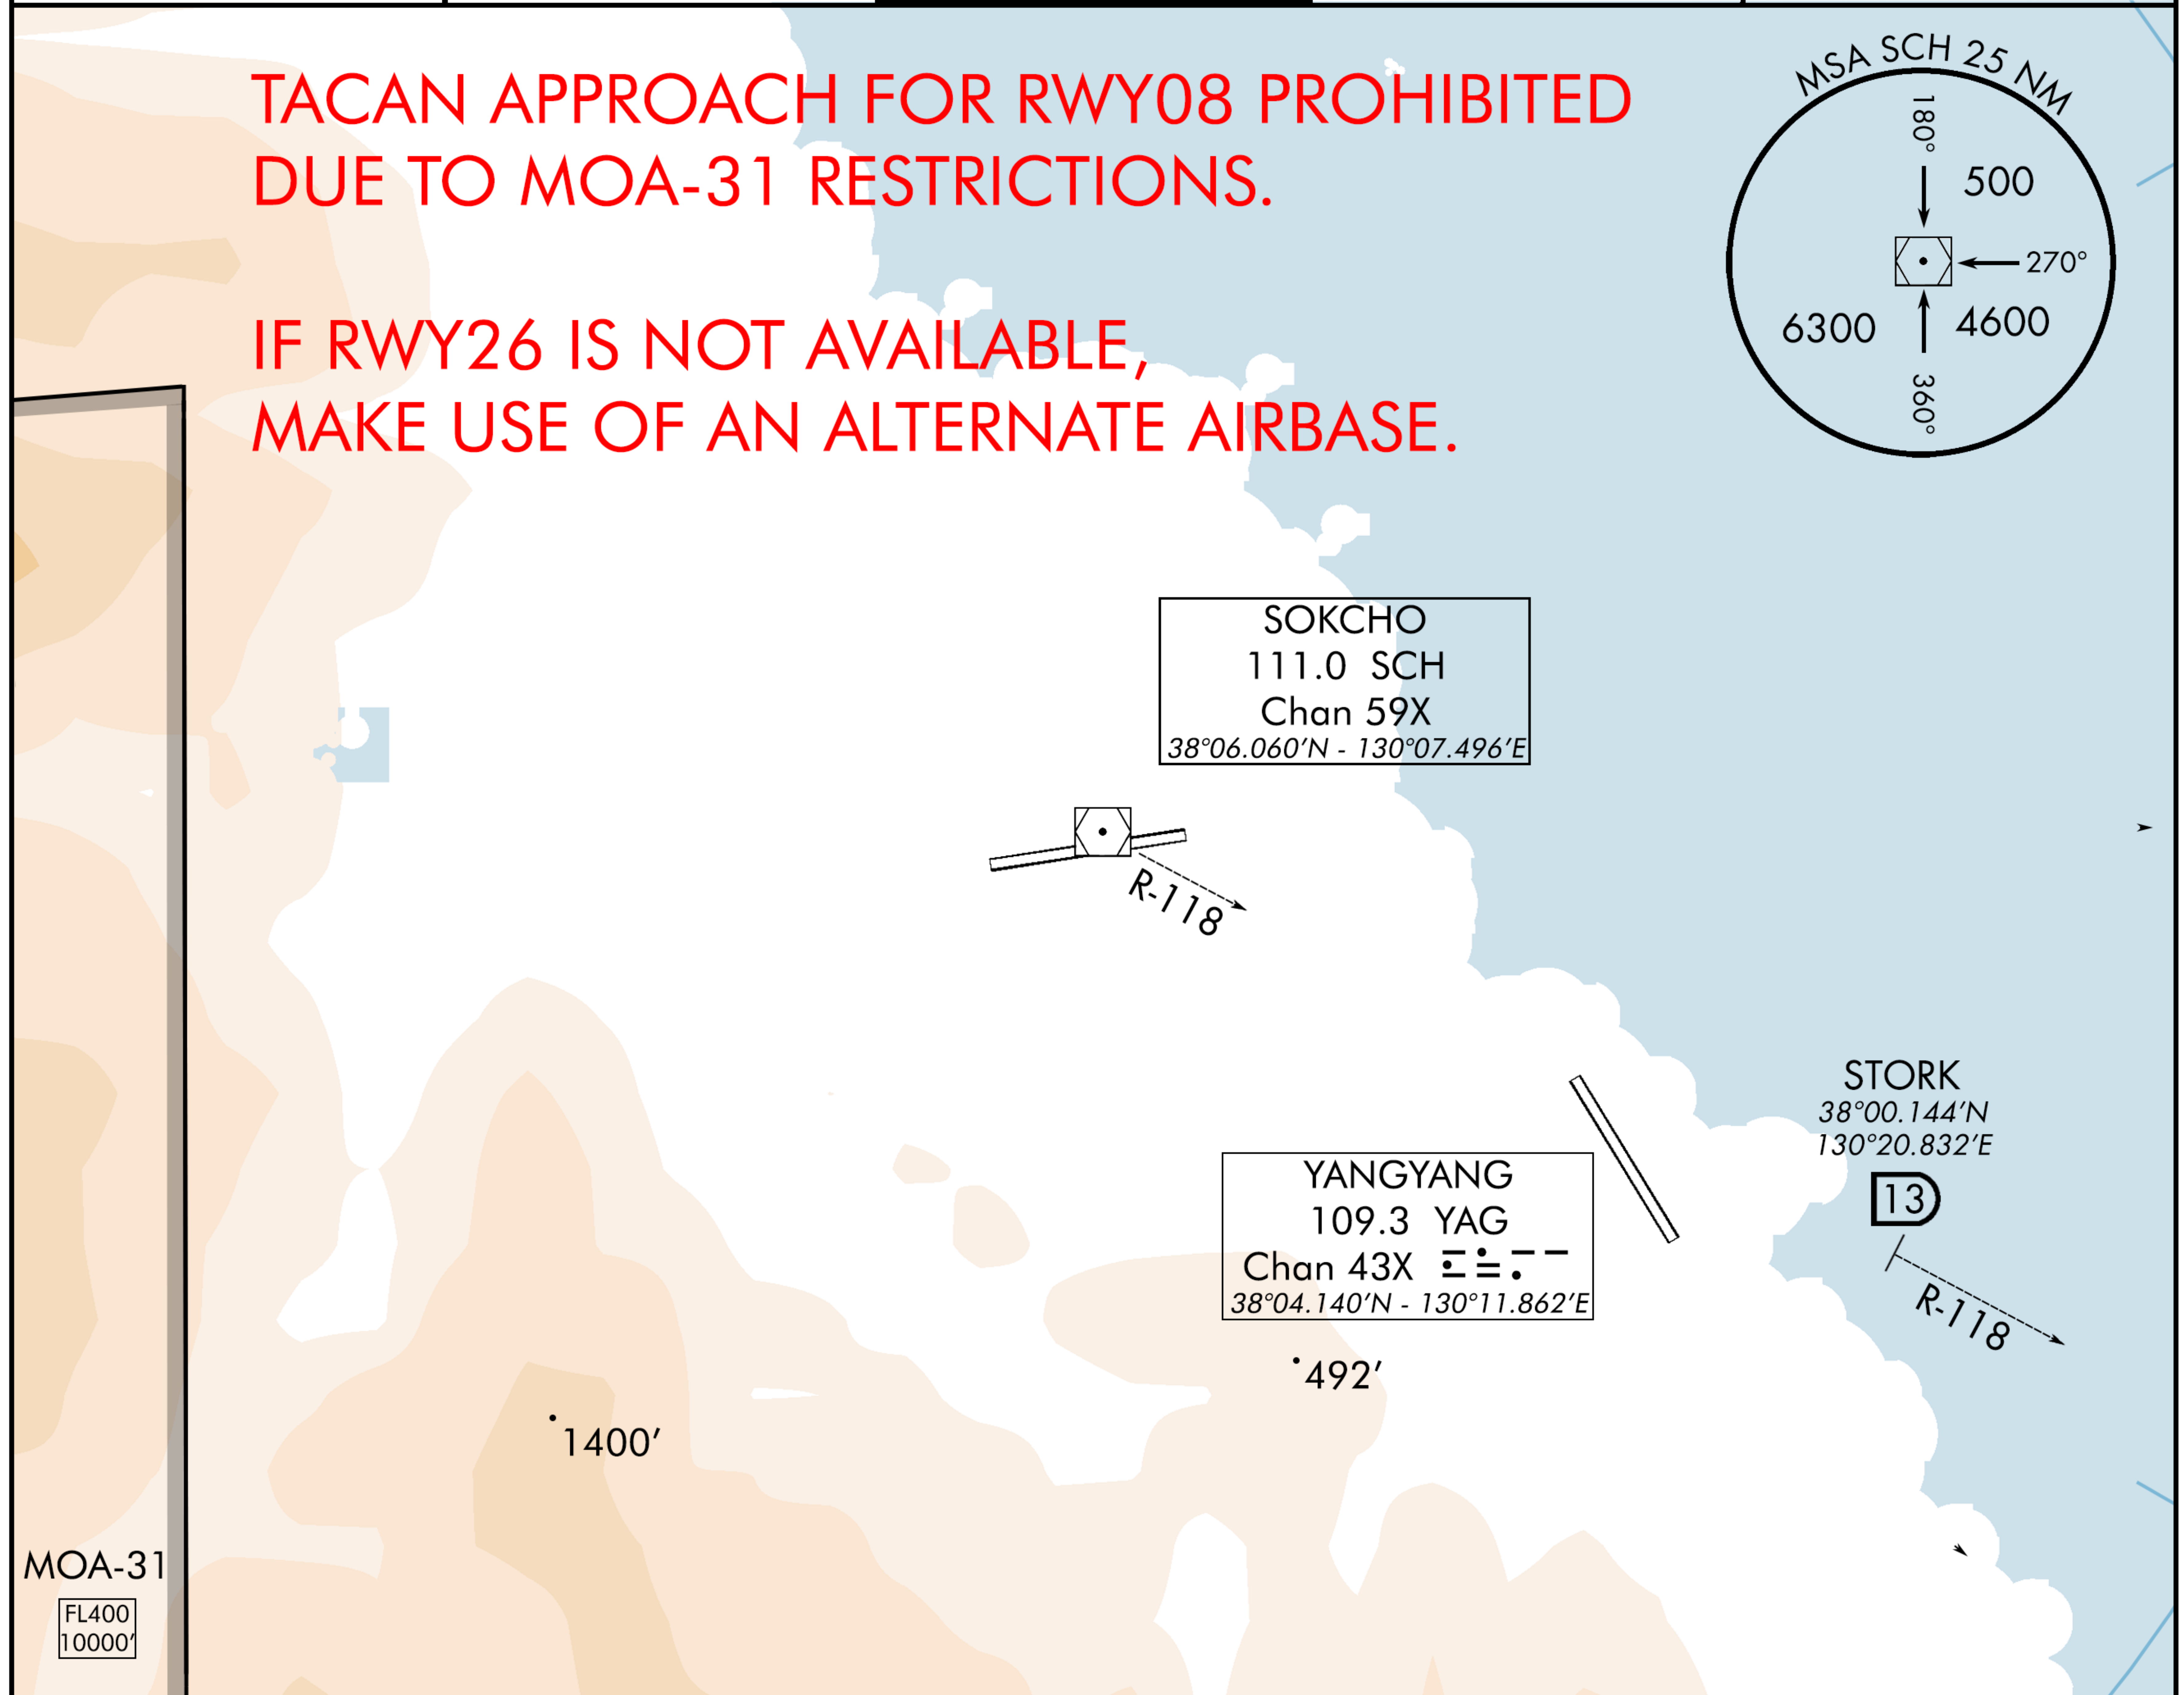 TACAN APPROACH FOR RWY08 PROHIBITED
DUE TO MOA-31 RESTRICTIONS.
IF RWY26 IS NOT AVAILABLE,
MAKE USE OF AN ALTERNATE AIRBASE.
MSA SCH 25 NM
180°
500
270°
6300
4600
360°
SOKCHO
111.0 SCH
Chan 59X
38°06.060'N - 130°07.496'E
R-118
STORK
38°00.144'N
130°20.832'E
13
R-118
YANGYANG
109.3 YAG
Chan 43X
38°04.140'N - 130°11.862'E
492'
1400'
MOA-31
FL400
10000'